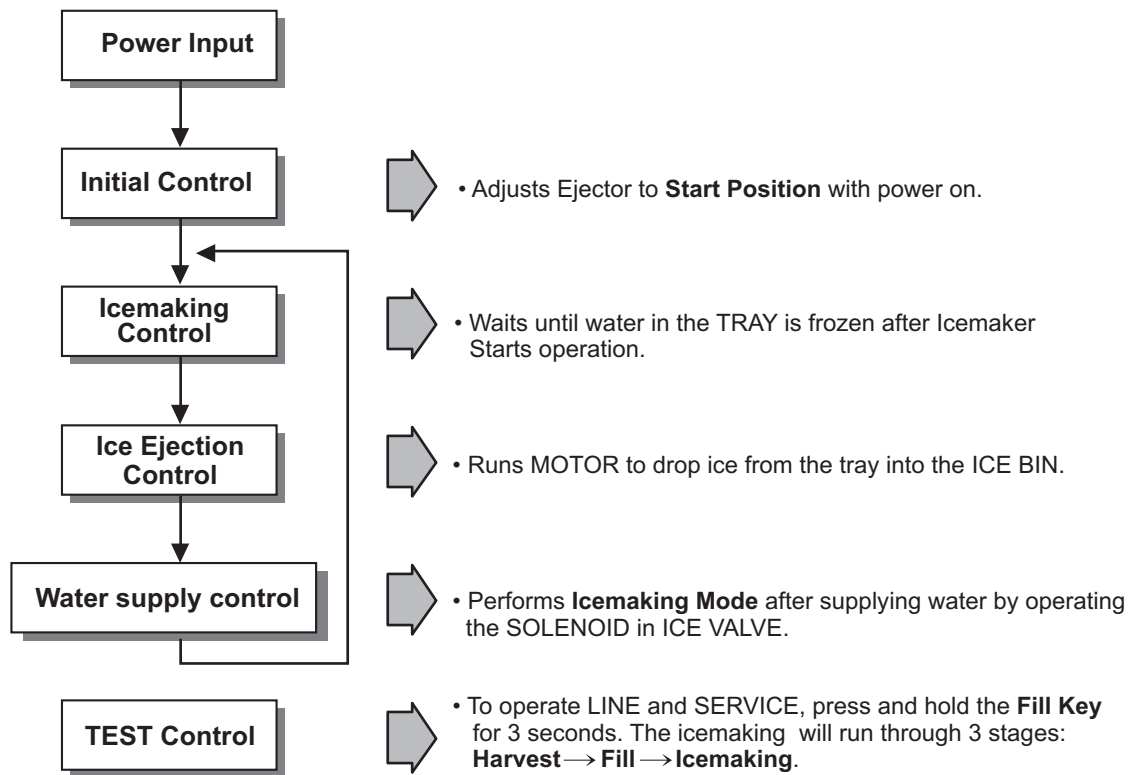 Power Input
Initial Control
• Adjusts Ejector to Start Position with power on.
Icemaking
Control
• Waits until water in the TRAY is frozen after Icemaker
Starts operation.
Ice Ejection
Control
• Runs MOTOR to drop ice from the tray into the ICE BIN.
Water supply control
• Performs Icemaking Mode after supplying water by operating
the SOLENOID in ICE VALVE.
TEST Control
• To operate LINE and SERVICE, press and hold the Fill Key
for 3 seconds. The icemaking will run through 3 stages:
Harvest → Fill → Icemaking.